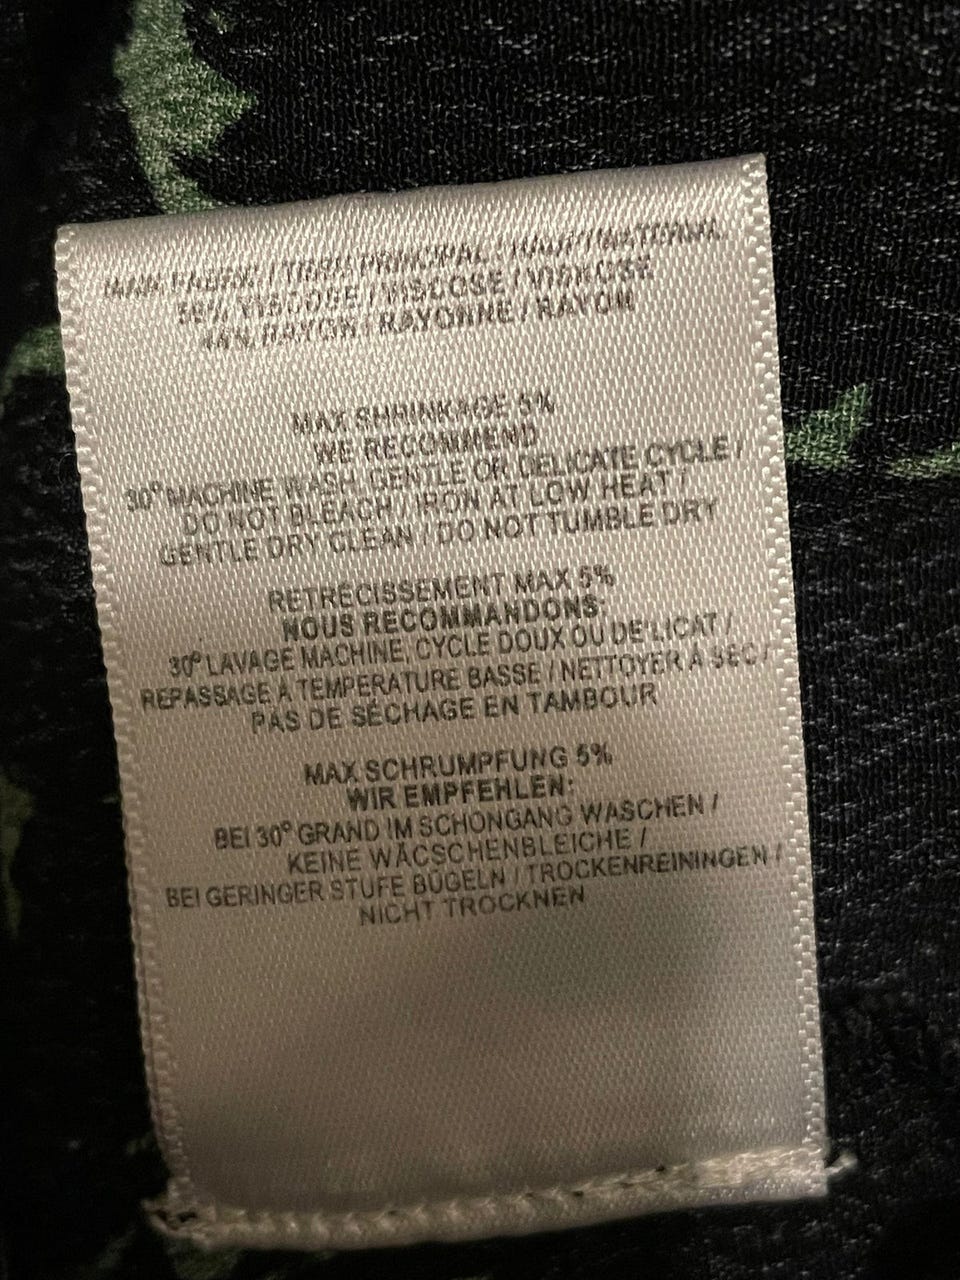 MAIN FABRIC / TISSU PRINCIPAL / HAUPTMATERIAL
56% VISCOSE / VISCOSE / VISKOSE
44% RAYON / RAYONNE / RAYON
MAX SHRINKAGE 5%
WE RECOMMEND
30° MACHINE WASH, GENTLE OR DELICATE CYCLE /
DO NOT BLEACH / IRON AT LOW HEAT /
GENTLE DRY CLEAN / DO NOT TUMBLE DRY
RETRÉCISSEMENT MAX 5%
NOUS RECOMMANDONS:
30° LAVAGE MACHINE, CYCLE DOUX OU DE'LICAT /
REPASSAGE A TEMPERATURE BASSE / NETTOYER À SEC /
PAS DE SÉCHAGE EN TAMBOUR
MAX SCHRUMPFUNG 5%
WIR EMPFEHLEN:
BEI 30° GRAND IM SCHONGANG WASCHEN /
KEINE WÄCSCHENBLEICHE /
BEI GERINGER STUFE BÜGELN / TROCKENREININGEN /
NICHT TROCKNEN